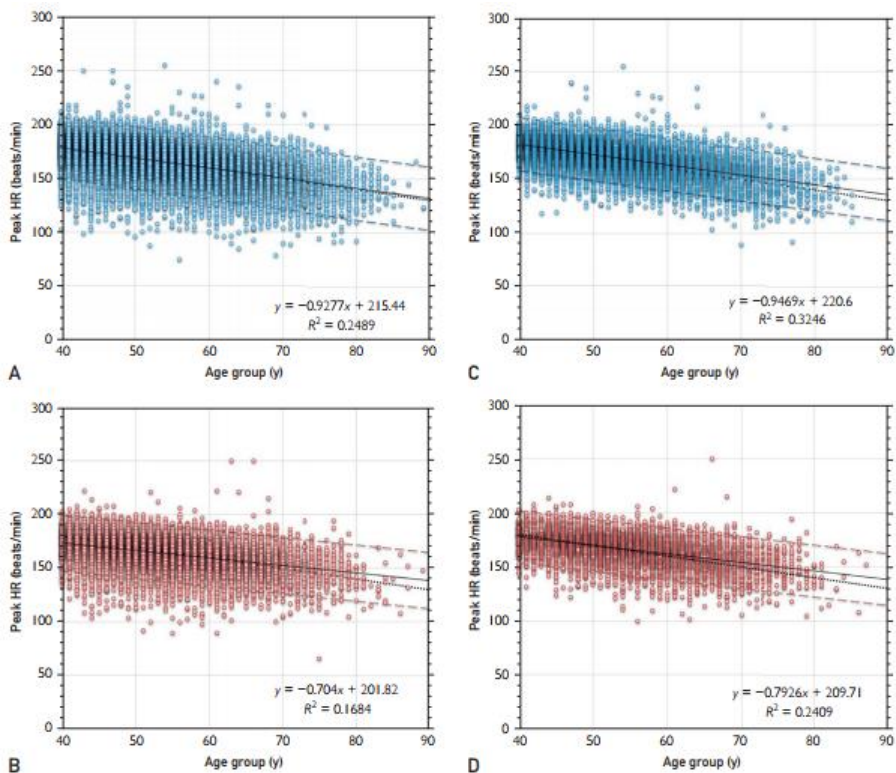 300
250
200
150
100
50
0
Peak HR (beats/min)
y = −0.9277x + 215.44
R² = 0.2489
40 50 60 70 80 90
Age group (y)
A
300
250
200
150
100
50
0
Peak HR (beats/min)
y = −0.9469x + 220.6
R² = 0.3246
40 50 60 70 80 90
Age group (y)
C
300
250
200
150
100
50
0
Peak HR (beats/min)
y = −0.704x + 201.82
R² = 0.1684
40 50 60 70 80 90
Age group (y)
B
300
250
200
150
100
50
0
Peak HR (beats/min)
y = −0.7926x + 209.71
R² = 0.2409
40 50 60 70 80 90
Age group (y)
D